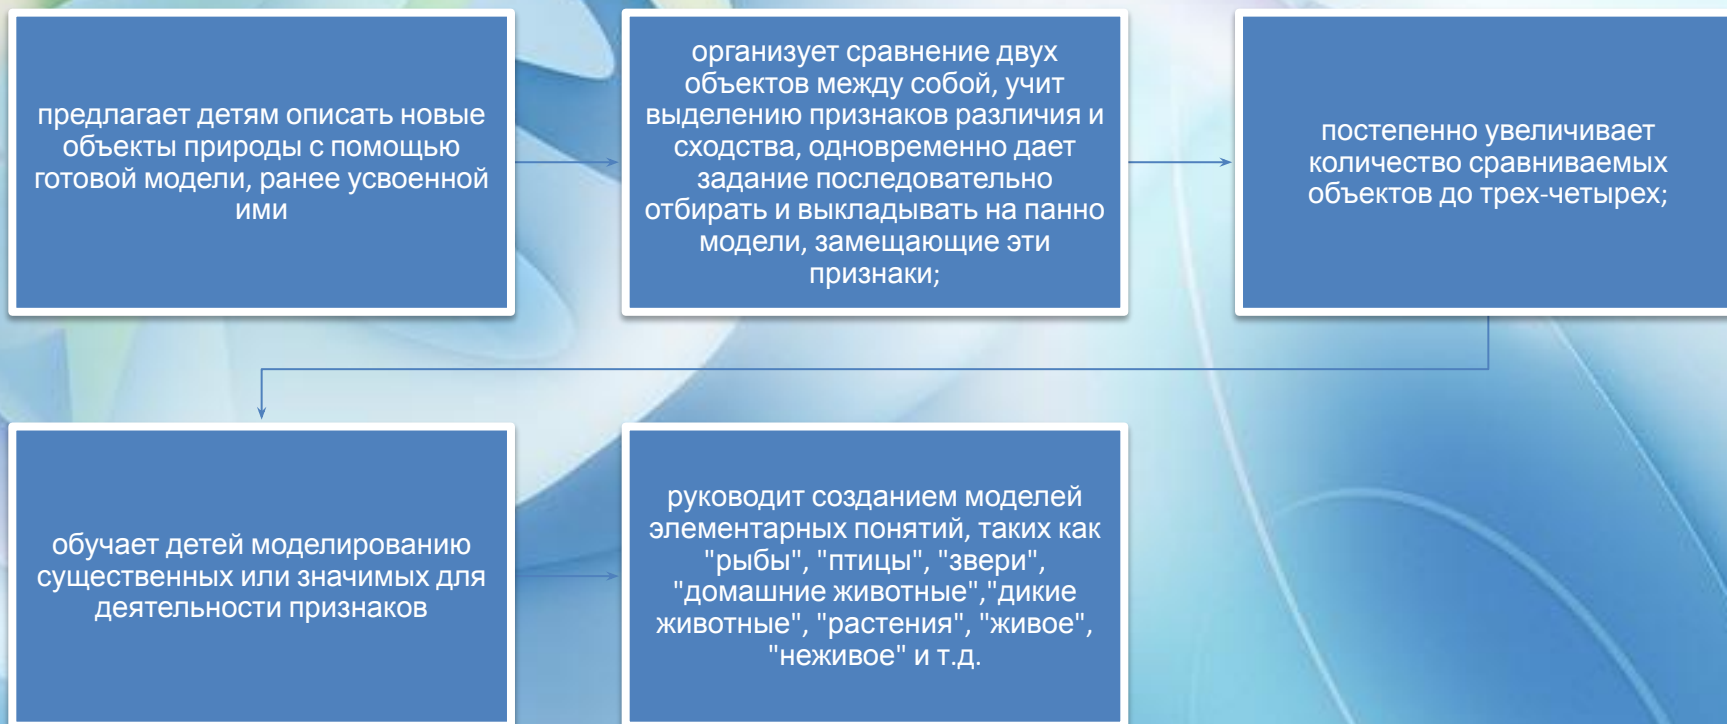 предлагает детям описать новые
объекты природы с помощью
готовой модели, ранее усвоенной
ими
организует сравнение двух
объектов между собой, учит
выделению признаков различия и
сходства, одновременно дает
задание последовательно
отбирать и выкладывать на панно
модели, замещающие эти
признаки;
постепенно увеличивает
количество сравниваемых
объектов до трех-четырех;
обучает детей моделированию
существенных или значимых для
деятельности признаков
руководит созданием моделей
элементарных понятий, таких как
"рыбы", "птицы", "звери",
"домашние животные","дикие
животные", "растения", "живое",
"неживое" и т.д.